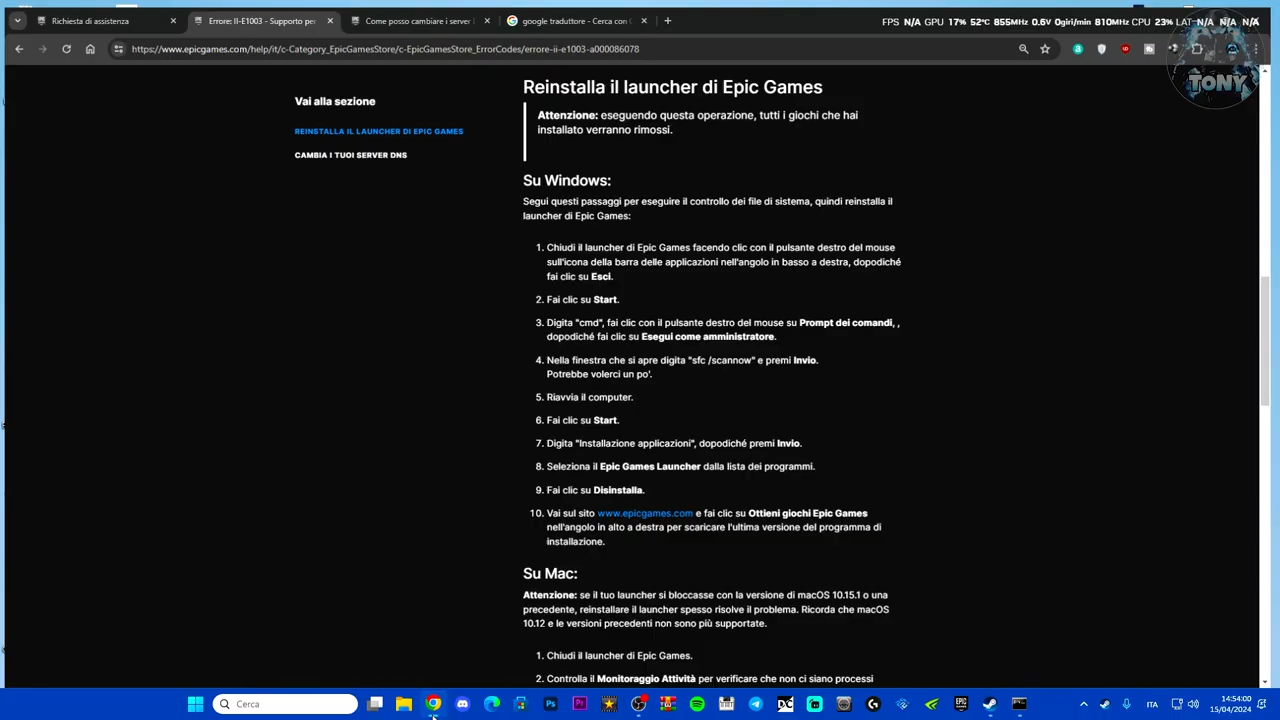 Richiesta di assistenza
Errore: II-E1003 - Supporto per
Come posso cambiare i server
google traduttore - Cerca con
FPS N/A GPU 17% 52°C 855MHz 0.6V 0giri/min 810MHz CPU 23% LAT N/A N/A N/A
https://www.epicgames.com/help/it/c-Category_EpicGamesStore/c-EpicGamesStore_ErrorCodes/errore-ii-e1003-a000086078
TONY
Vai alla sezione
REINSTALLA IL LAUNCHER DI EPIC GAMES
CAMBIA I TUOI SERVER DNS
Reinstalla il launcher di Epic Games
Attenzione: eseguendo questa operazione, tutti i giochi che hai
installato verranno rimossi.
Su Windows:
Segui questi passaggi per eseguire il controllo dei file di sistema, quindi reinstalla il
launcher di Epic Games:
1. Chiudi il launcher di Epic Games facendo clic con il pulsante destro del mouse
sull'icona della barra delle applicazioni nell'angolo in basso a destra, dopodiché
fai clic su Esci.
2. Fai clic su Start.
3. Digita "cmd", fai clic con il pulsante destro del mouse su Prompt dei comandi, ,
dopodiché fai clic su Esegui come amministratore.
4. Nella finestra che si apre digita "sfc /scannow" e premi Invio.
Potrebbe volerci un po'.
5. Riavvia il computer.
6. Fai clic su Start.
7. Digita "Installazione applicazioni", dopodiché premi Invio.
8. Seleziona il Epic Games Launcher dalla lista dei programmi.
9. Fai clic su Disinstalla.
10. Vai sul sito www.epicgames.com e fai clic su Ottieni giochi Epic Games
nell'angolo in alto a destra per scaricare l'ultima versione del programma di
installazione.
Su Mac:
Attenzione: se il tuo launcher si bloccasse con la versione di macOS 10.15.1 o una
precedente, reinstallare il launcher spesso risolve il problema. Ricorda che macOS
10.12 e le versioni precedenti non sono più supportate.
1. Chiudi il launcher di Epic Games.
2. Controlla il Monitoraggio Attività per verificare che non ci siano processi
Cerca
ITA
14:54:00
15/04/2024